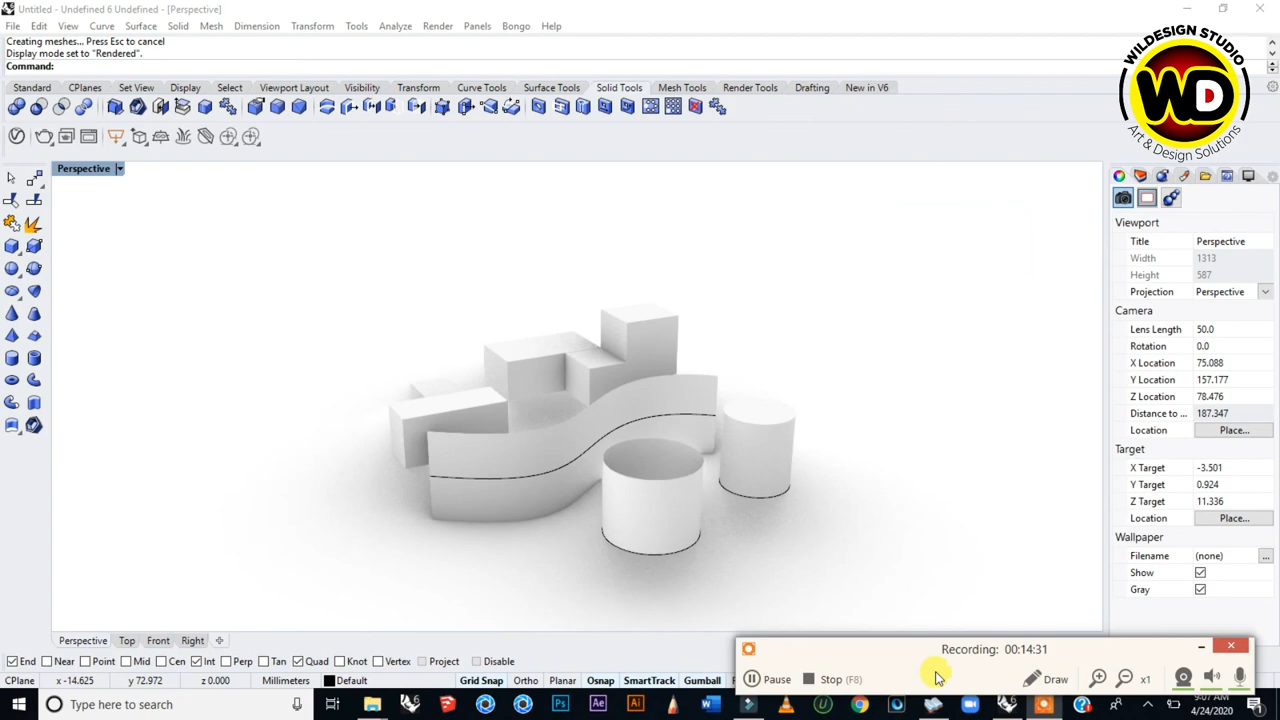 Untitled - Undefined 6 Undefined - [Perspective]
File Edit View Curve Surface Solid Mesh Dimension Transform Tools Analyze Render Panels Bongo Help
Creating meshes... Press Esc to cancel
Display mode set to "Rendered".
Command:
Standard CPlanes Set View Display Select Viewport Layout Visibility Transform Curve Tools Surface Tools Solid Tools Mesh Tools Render Tools Drafting New in V6
WILDESIGN STUDIO
WD
Art & Design Solutions
Perspective
Viewport
Title Perspective
Width 1313
Height 587
Projection Perspective
Camera
Lens Length 50.0
Rotation 0.0
X Location 75.088
Y Location 157.177
Z Location 78.476
Distance to ... 187.347
Location Place...
Target
X Target -3.501
Y Target 0.924
Z Target 11.336
Location Place...
Wallpaper
Filename (none) ...
Show
Gray
Perspective Top Front Right
End Near Point Mid Cen Int Perp Tan Quad Knot Vertex Project Disable
CPlane x -14.625 y 72.972 z 0.000 Millimeters Default Grid Snap Ortho Planar Osnap SmartTrack Gumball
Recording: 00:14:31
Pause Stop (F8) Draw x1
Type here to search
Ps Ae Ai
9:07 AM
4/24/2020